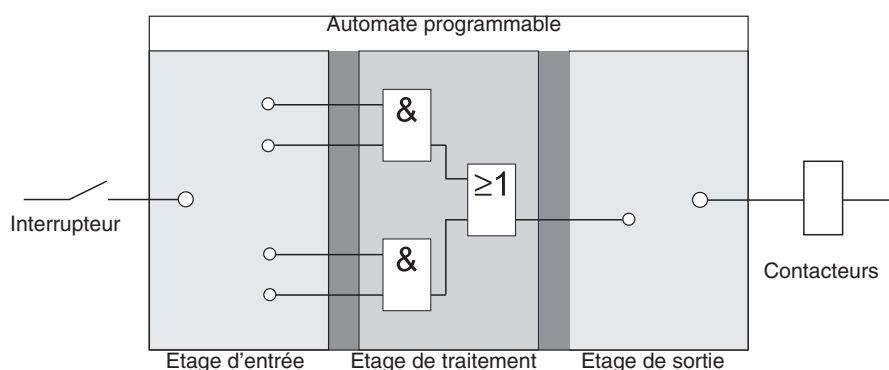 Automate programmable
&
≥1
Interrupteur
&
Contacteurs
Etage d'entrée
Etage de traitement
Etage de sortie